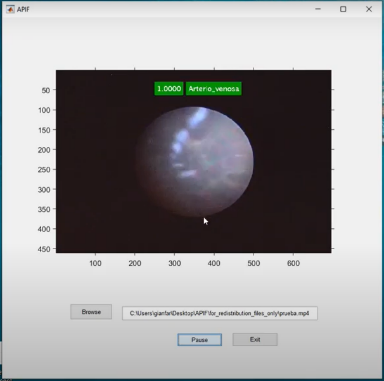 APIF
1.0000 Arterio_venosa
50
100
150
200
250
300
350
400
450
100 200 300 400 500 600
Browse C:\Users\gianfar\Desktop\APIF\for_redistribution_files_only\prueba.mp4
Pause Exit